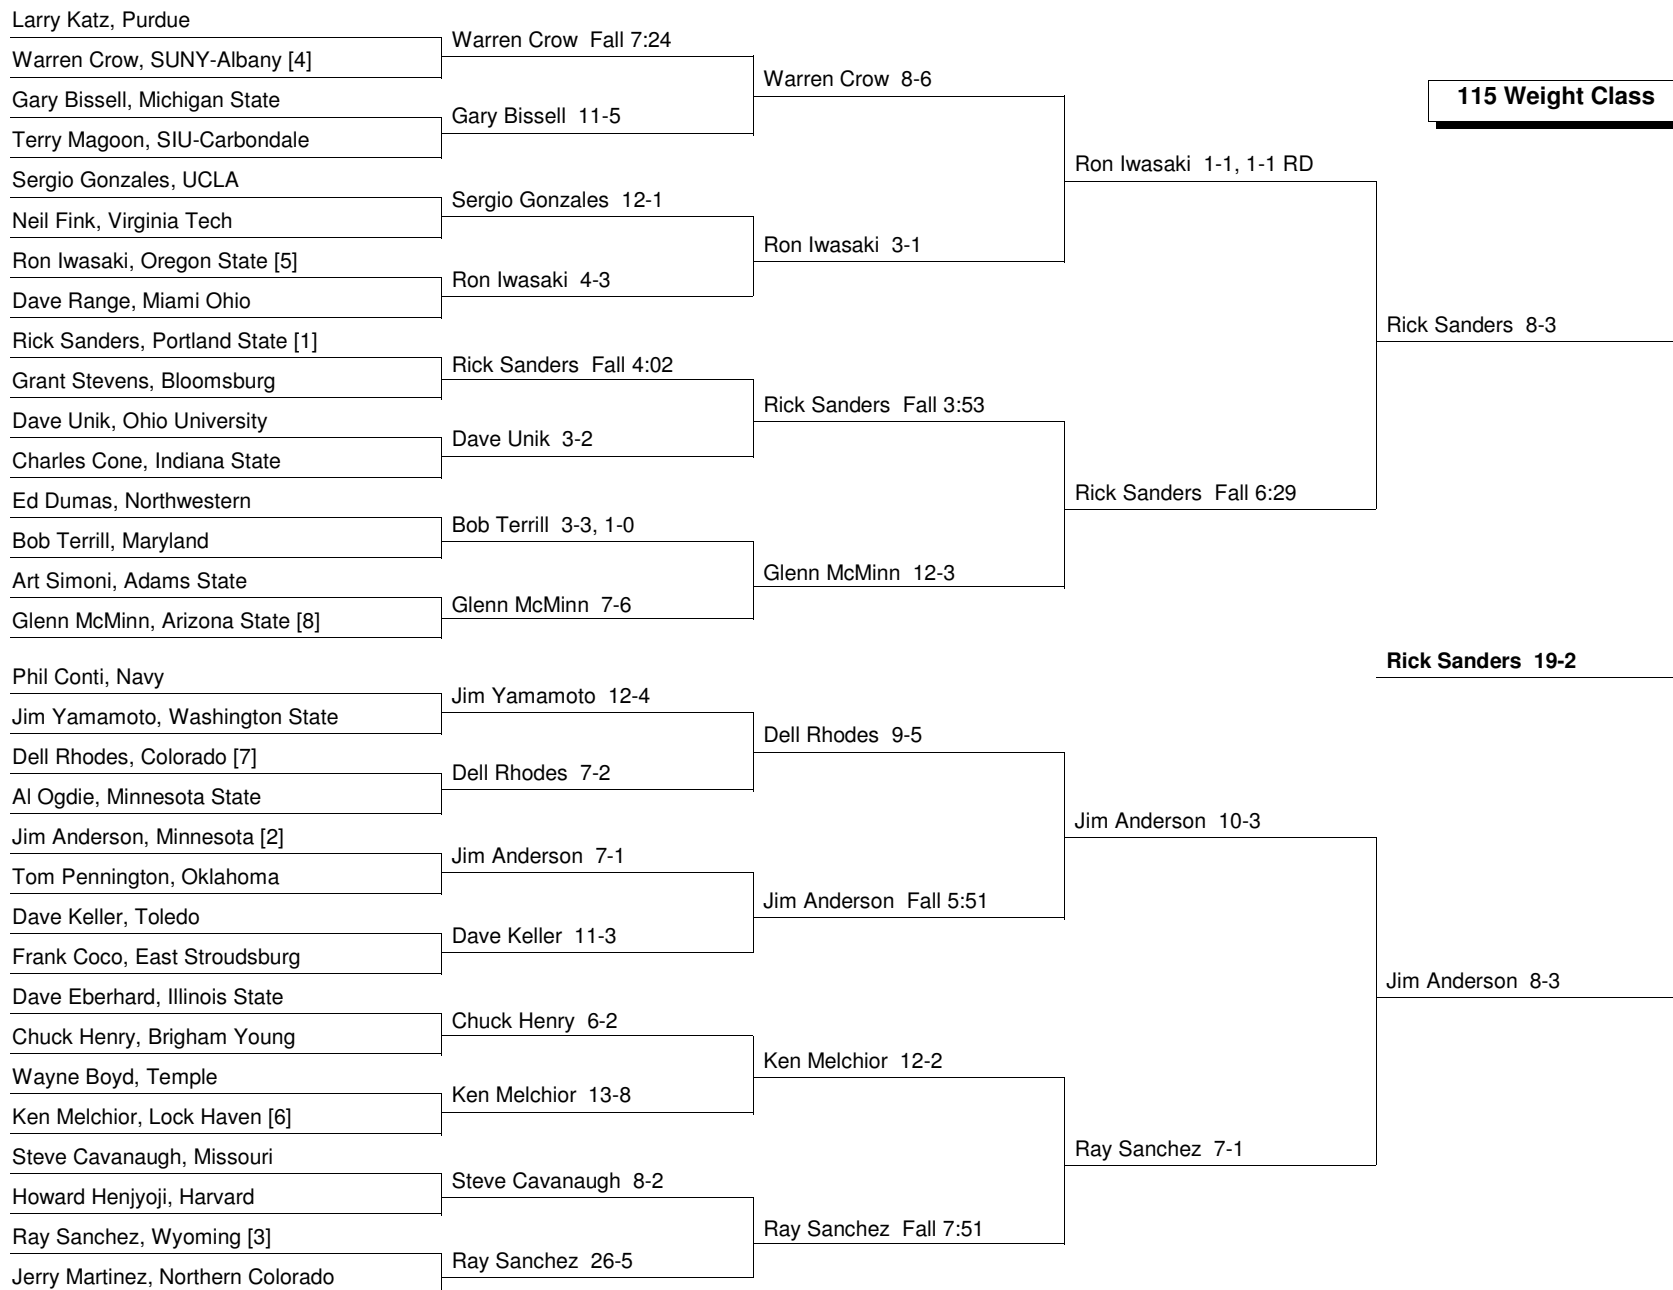 Larry Katz, Purdue
Warren Crow, SUNY-Albany [4]
Gary Bissell, Michigan State
Terry Magoon, SIU-Carbondale
Sergio Gonzales, UCLA
Neil Fink, Virginia Tech
Ron Iwasaki, Oregon State [5]
Dave Range, Miami Ohio
Rick Sanders, Portland State [1]
Grant Stevens, Bloomsburg
Dave Unik, Ohio University
Charles Cone, Indiana State
Ed Dumas, Northwestern
Bob Terrill, Maryland
Art Simoni, Adams State
Glenn McMinn, Arizona State [8]
Phil Conti, Navy
Jim Yamamoto, Washington State
Dell Rhodes, Colorado [7]
Al Ogdie, Minnesota State
Jim Anderson, Minnesota [2]
Tom Pennington, Oklahoma
Dave Keller, Toledo
Frank Coco, East Stroudsburg
Dave Eberhard, Illinois State
Chuck Henry, Brigham Young
Wayne Boyd, Temple
Ken Melchior, Lock Haven [6]
Steve Cavanaugh, Missouri
Howard Henjyoji, Harvard
Ray Sanchez, Wyoming [3]
Jerry Martinez, Northern Colorado
Warren Crow Fall 7:24
Gary Bissell 11-5
Sergio Gonzales 12-1
Ron Iwasaki 4-3
Rick Sanders Fall 4:02
Dave Unik 3-2
Bob Terrill 3-3, 1-0
Glenn McMinn 7-6
Jim Yamamoto 12-4
Dell Rhodes 7-2
Jim Anderson 7-1
Dave Keller 11-3
Chuck Henry 6-2
Ken Melchior 13-8
Steve Cavanaugh 8-2
Ray Sanchez 26-5
Warren Crow 8-6
Ron Iwasaki 3-1
Rick Sanders Fall 3:53
Glenn McMinn 12-3
Dell Rhodes 9-5
Jim Anderson Fall 5:51
Ken Melchior 12-2
Ray Sanchez Fall 7:51
Ron Iwasaki 1-1, 1-1 RD
Rick Sanders Fall 6:29
Jim Anderson 10-3
Ray Sanchez 7-1
115 Weight Class
Rick Sanders 8-3
Rick Sanders 19-2
Jim Anderson 8-3